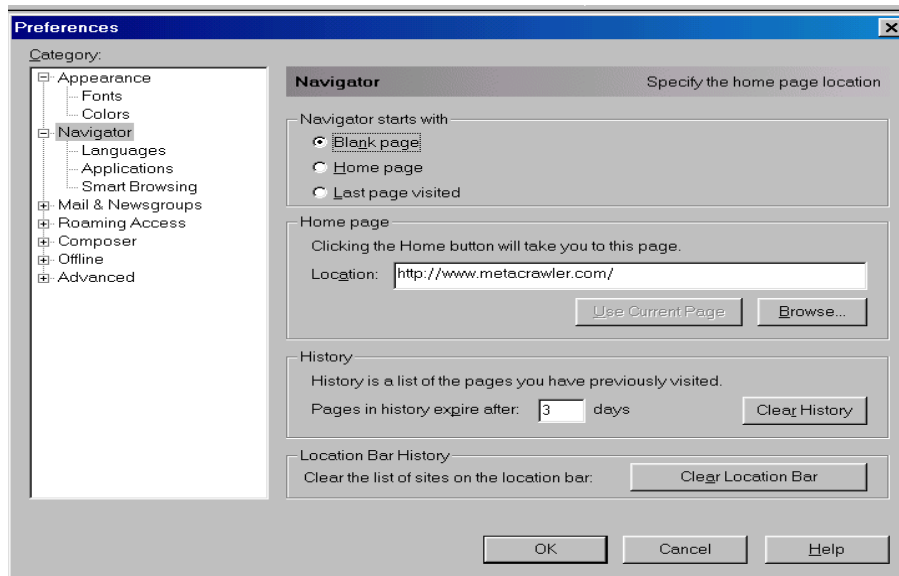 Preferences
Category:
Appearance
Fonts
Colors
Navigator
Languages
Applications
Smart Browsing
Mail & Newsgroups
Roaming Access
Composer
Offline
Advanced
Navigator Specify the home page location
Navigator starts with
Blank page
Home page
Last page visited
Home page
Clicking the Home button will take you to this page.
Location: http://www.metacrawler.com/
Use Current Page Browse...
History
History is a list of the pages you have previously visited.
Pages in history expire after: 3 days Clear History
Location Bar History
Clear the list of sites on the location bar: Clear Location Bar
OK Cancel Help